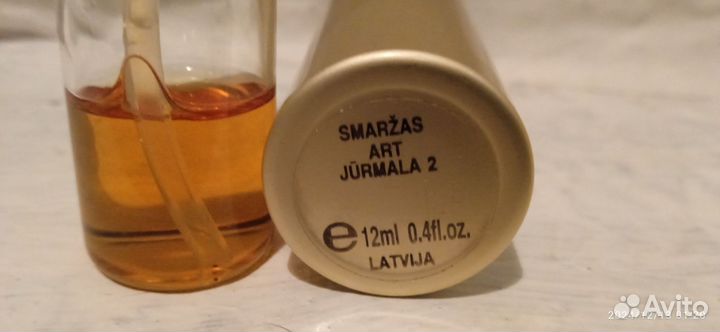 SMARŽAS
ART
JŪRMALA 2
e 12ml 0.4fl.oz.
LATVIJA
Avito